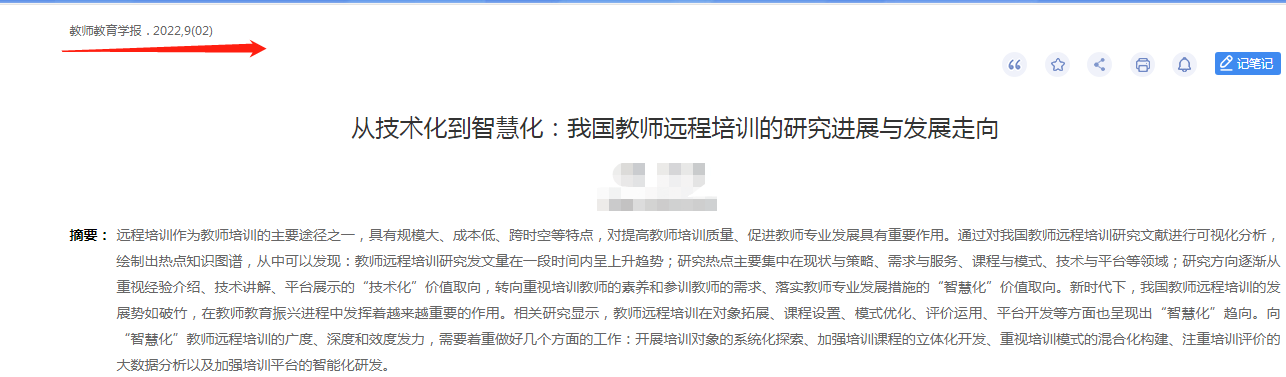 教师教育学报 . 2022,9(02)
记笔记
从技术化到智慧化：我国教师远程培训的研究进展与发展走向
摘要： 远程培训作为教师培训的主要途径之一，具有规模大、成本低、跨时空等特点，对提高教师培训质量、促进教师专业发展具有重要作用。通过对我国教师远程培训研究文献进行可视化分析，
绘制出热点知识图谱，从中可以发现：教师远程培训研究发文量在一段时间内呈上升趋势；研究热点主要集中在现状与策略、需求与服务、课程与模式、技术与平台等领域；研究方向逐渐从
重视经验介绍、技术讲解、平台展示的“技术化”价值取向，转向重视培训教师的素养和参训教师的需求、落实教师专业发展措施的“智慧化”价值取向。新时代下，我国教师远程培训的发
展势如破竹，在教师教育振兴进程中发挥着越来越重要的作用。相关研究显示，教师远程培训在对象拓展、课程设置、模式优化、评价运用、平台开发等方面也呈现出“智慧化”趋向。向
“智慧化”教师远程培训的广度、深度和效度发力，需要着重做好几个方面的工作：开展培训对象的系统化探索、加强培训课程的立体化开发、重视培训模式的混合化构建、注重培训评价的
大数据分析以及加强培训平台的智能化研发。